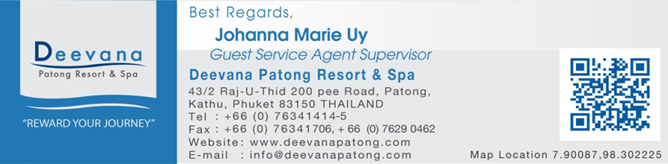 Deevana
Patong Resort & Spa
"REWARD YOUR JOURNEY"
Best Regards,
Johanna Marie Uy
Guest Service Agent Supervisor
Deevana Patong Resort & Spa
43/2 Raj-U-Thid 200 pee Road, Patong,
Kathu, Phuket 83150 THAILAND
Tel : +66 (0) 76341414-5
Fax : +66 (0) 76341706, + 66 (0) 7629 0462
Website: www.deevanapatong.com
E-mail : info@deevanapatong.com
Map Location 7.90087,98.302225